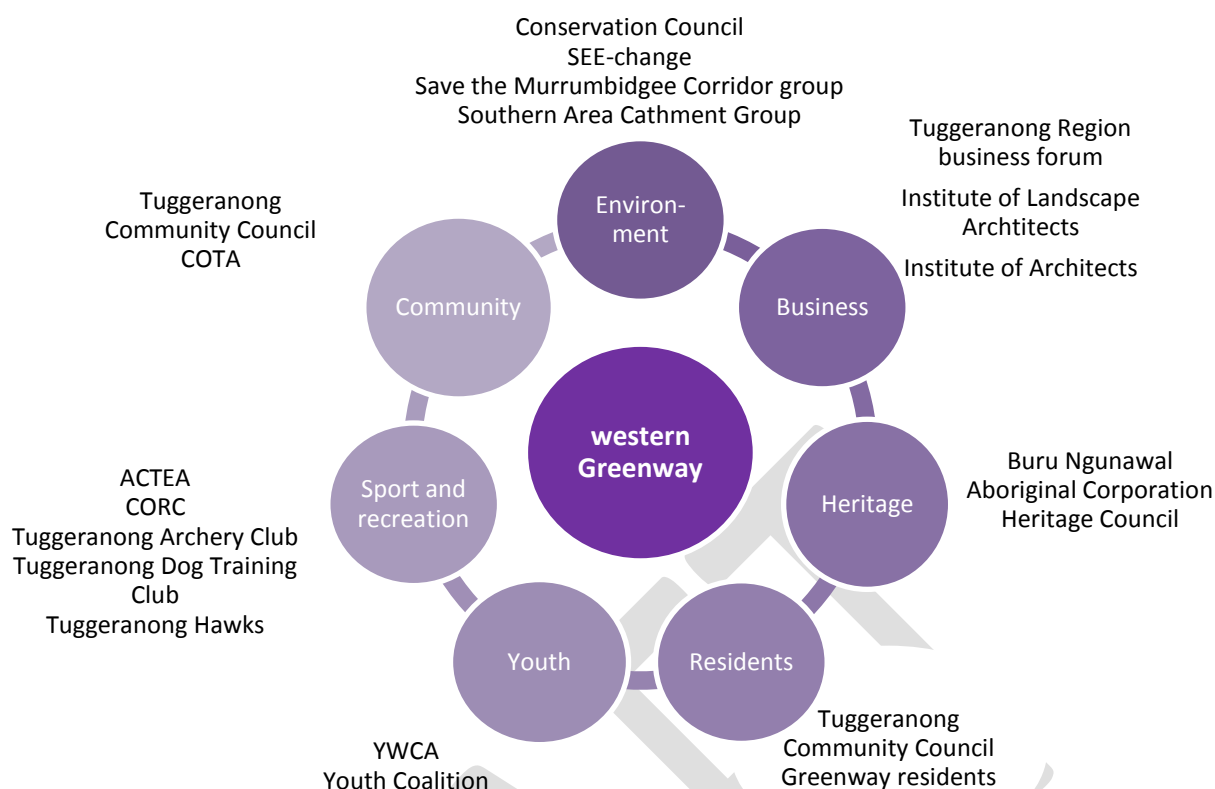 Conservation Council
SEE-change
Save the Murrumbidgee Corridor group
Southern Area Cathment Group
Tuggeranong Region
business forum
Institute of Landscape
Archtitects
Institute of Architects
Tuggeranong
Community Council
COTA
Environ-
ment
Community
Business
western
Greenway
ACTEA
CORC
Tuggeranong Archery Club
Tuggeranong Dog Training
Club
Tuggeranong Hawks
Sport and
recreation
Heritage
Buru Ngunawal
Aboriginal Corporation
Heritage Council
Youth
Residents
YWCA
Youth Coalition
Tuggeranong
Community Council
Greenway residents